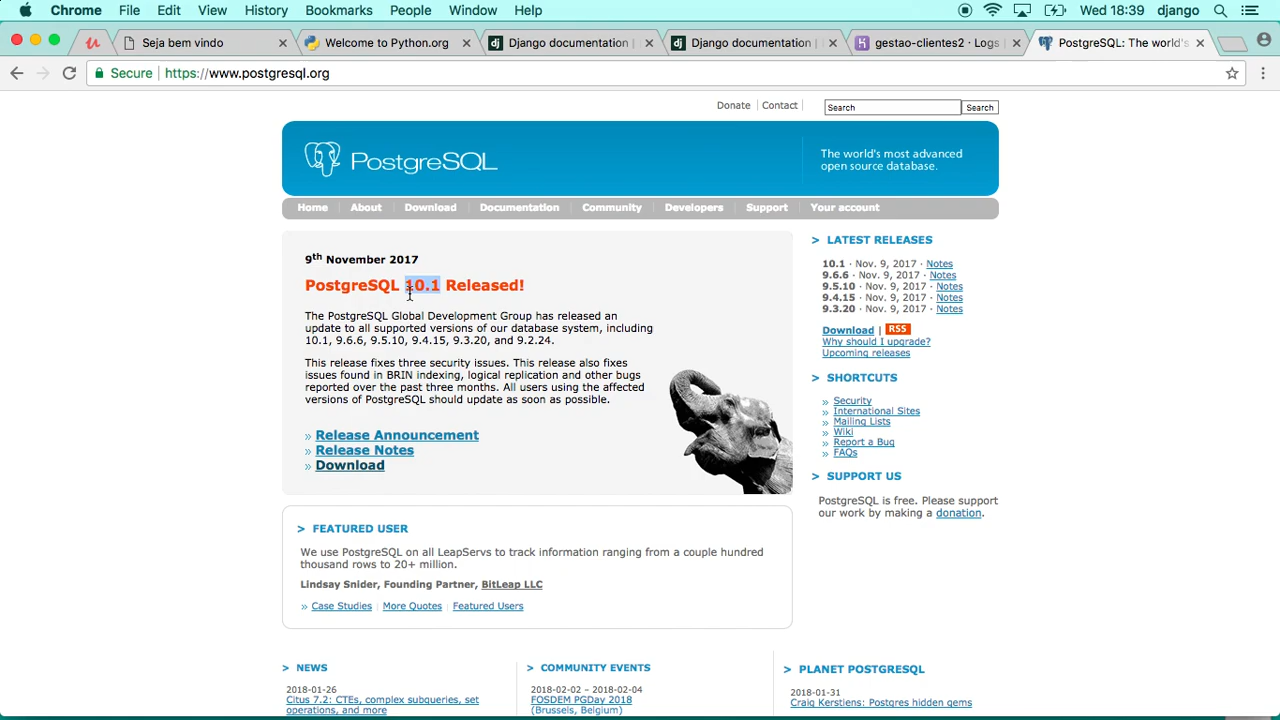 Chrome File Edit View History Bookmarks People Window Help Wed 18:39 django
Seja bem vindo Welcome to Python.org Django documentation Django documentation gestao-clientes2 · Logs PostgreSQL: The world's
Secure https://www.postgresql.org
Donate Contact Search Search
PostgreSQL
The world's most advanced
open source database.
Home About Download Documentation Community Developers Support Your account
9th November 2017
PostgreSQL 10.1 Released!
The PostgreSQL Global Development Group has released an
update to all supported versions of our database system, including
10.1, 9.6.6, 9.5.10, 9.4.15, 9.3.20, and 9.2.24.
This release fixes three security issues. This release also fixes
issues found in BRIN indexing, logical replication and other bugs
reported over the past three months. All users using the affected
versions of PostgreSQL should update as soon as possible.
» Release Announcement
» Release Notes
» Download
> FEATURED USER
We use PostgreSQL on all LeapServs to track information ranging from a couple hundred
thousand rows to 20+ million.
Lindsay Snider, Founding Partner, BitLeap LLC
» Case Studies More Quotes Featured Users
> LATEST RELEASES
10.1 · Nov. 9, 2017 · Notes
9.6.6 · Nov. 9, 2017 · Notes
9.5.10 · Nov. 9, 2017 · Notes
9.4.15 · Nov. 9, 2017 · Notes
9.3.20 · Nov. 9, 2017 · Notes
Download | RSS
Why should I upgrade?
Upcoming releases
> SHORTCUTS
» Security
» International Sites
» Mailing Lists
» Wiki
» Report a Bug
» FAQs
> SUPPORT US
PostgreSQL is free. Please support
our work by making a donation.
> NEWS
2018-01-26
Citus 7.2: CTEs, complex subqueries, set
operations, and more
> COMMUNITY EVENTS
2018-02-02 – 2018-02-04
FOSDEM PGDay 2018
(Brussels, Belgium)
> PLANET POSTGRESQL
2018-01-31
Craig Kerstiens: Postgres hidden gems